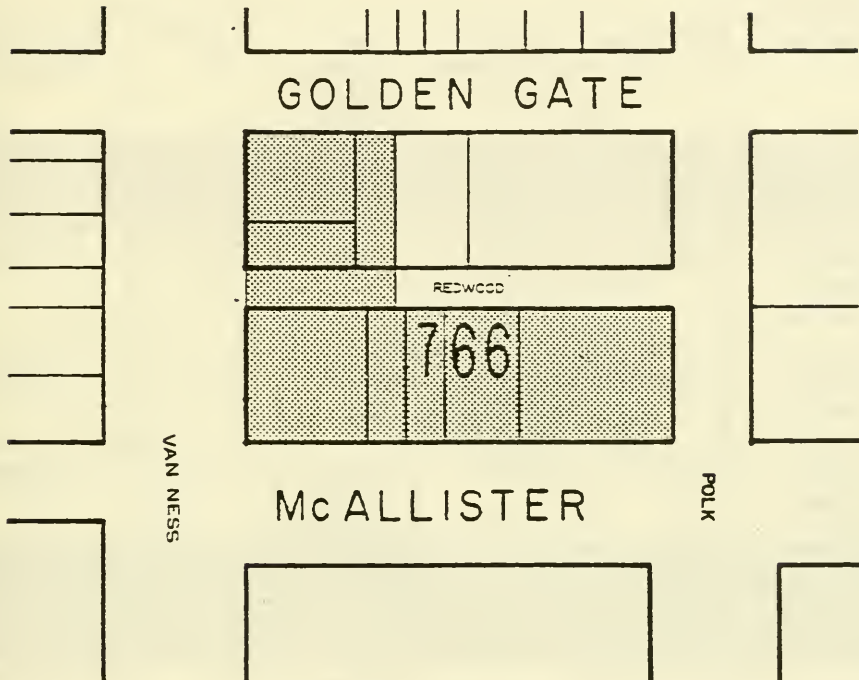 GOLDEN GATE
REDWOOD
766
VAN NESS
McALLISTER
POLK